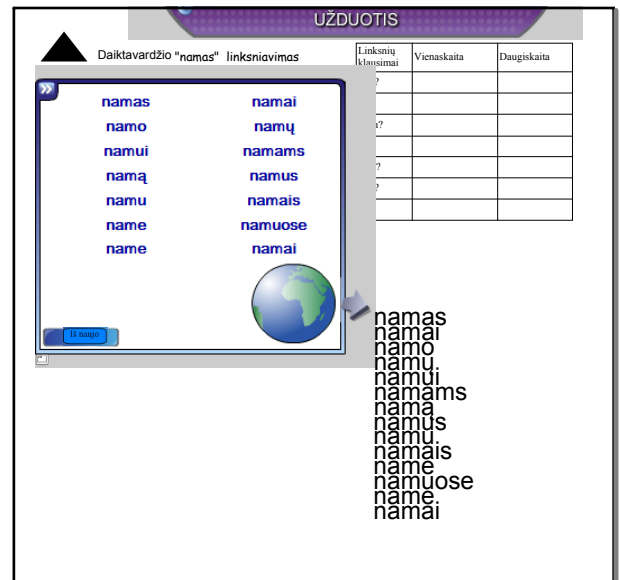 UŽDUOTIS
Daiktavardžio "namas" linksniavimas
Linksnių klausimai Vienaskaita Daugiskaita
namas namai
namo namų
namui namams
namą namus
namu namais
name namuose
name namai
Iš naujo
namas
namai
namo
namų
namui
namams
namą
namus
namu
namais
name
namuose
name
namai